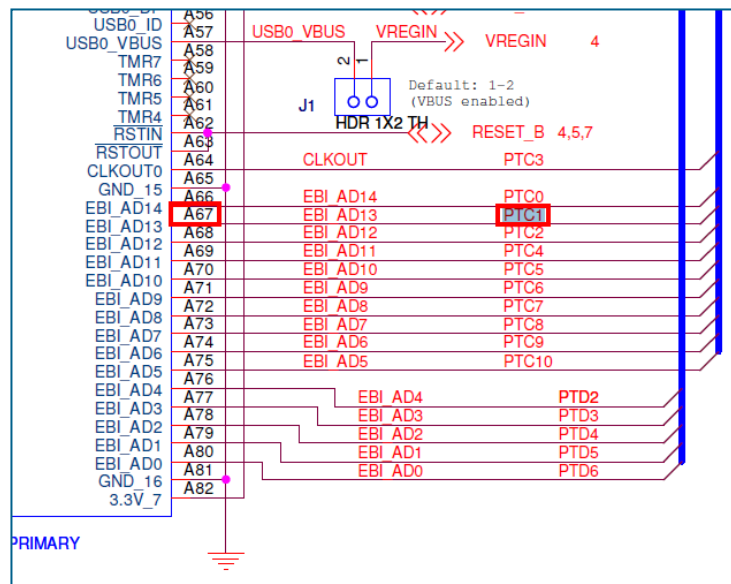 A56
USB0_ID
A57
USB0_VBUS USB0_VBUS VREGIN VREGIN 4
A58
TMR7
A59
TMR6 2 1
A60
TMR5 Default: 1-2
A61
TMR4 J1 (VBUS enabled)
A62 HDR 1X2 TH
RSTIN RESET_B 4,5,7
A63
RSTOUT
A64 CLKOUT PTC3
CLKOUT0
A65
GND_15
A66 EBI_AD14 PTC0
EBI_AD14
A67 EBI_AD13 PTC1
EBI_AD13
A68 EBI_AD12 PTC2
EBI_AD12
A69 EBI_AD11 PTC4
EBI_AD11
A70 EBI_AD10 PTC5
EBI_AD10
A71 EBI_AD9 PTC6
EBI_AD9
A72 EBI_AD8 PTC7
EBI_AD8
A73 EBI_AD7 PTC8
EBI_AD7
A74 EBI_AD6 PTC9
EBI_AD6
A75 EBI_AD5 PTC10
EBI_AD5
A76
EBI_AD4
A77 EBI_AD4 PTD2
EBI_AD3
A78 EBI_AD3 PTD3
EBI_AD2
A79 EBI_AD2 PTD4
EBI_AD1
A80 EBI_AD1 PTD5
EBI_AD0
A81 EBI_AD0 PTD6
GND_16
A82
3.3V_7
PRIMARY